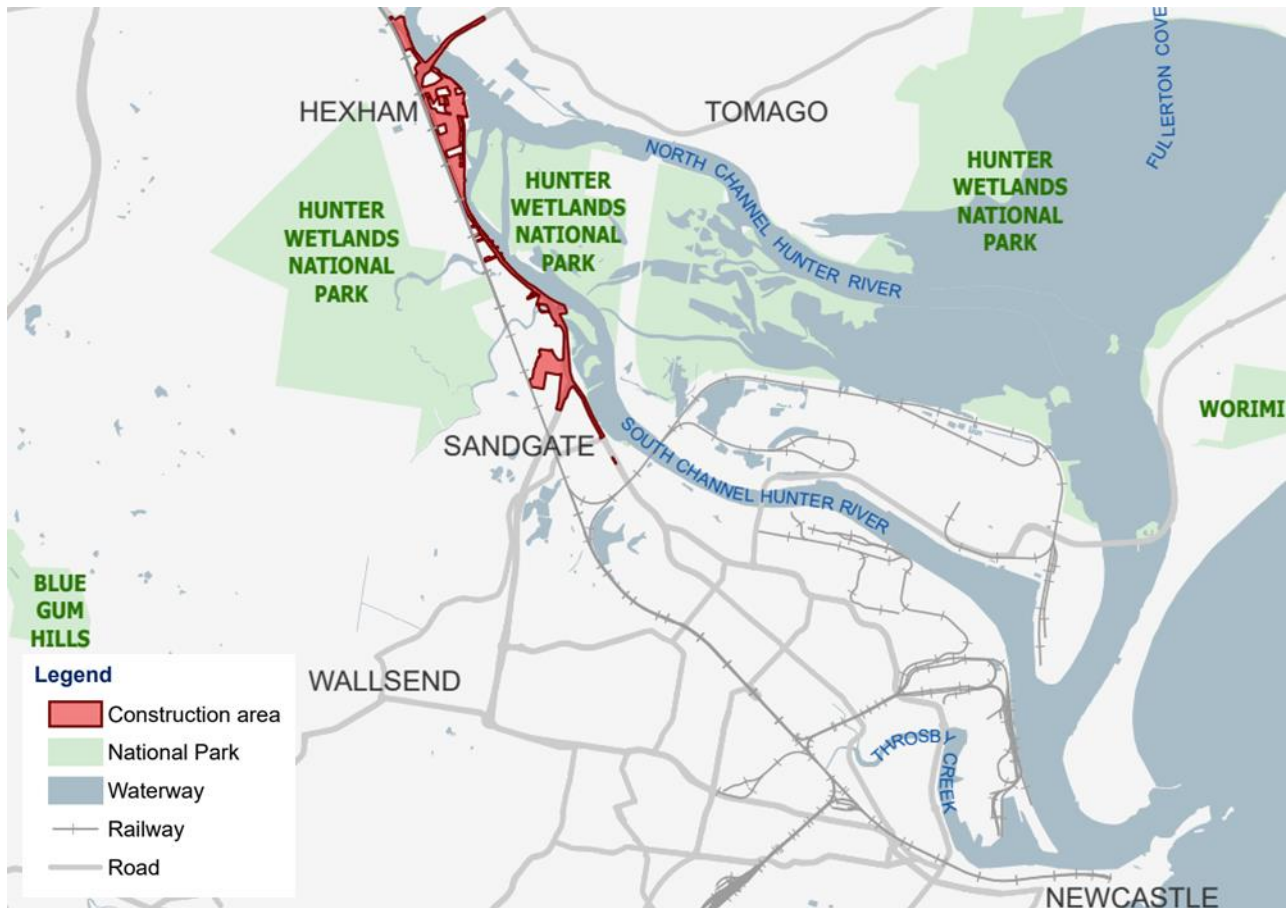 FULLERTON COVE
HEXHAM
TOMAGO
NORTH CHANNEL HUNTER RIVER
HUNTER
WETLANDS
NATIONAL
PARK
HUNTER
WETLANDS
NATIONAL
PARK
HUNTER
WETLANDS
NATIONAL
PARK
WORIMI
SANDGATE
SOUTH CHANNEL HUNTER RIVER
BLUE
GUM
HILLS
WALLSEND
THROSBY
CREEK
NEWCASTLE
Legend
Construction area
National Park
Waterway
Railway
Road